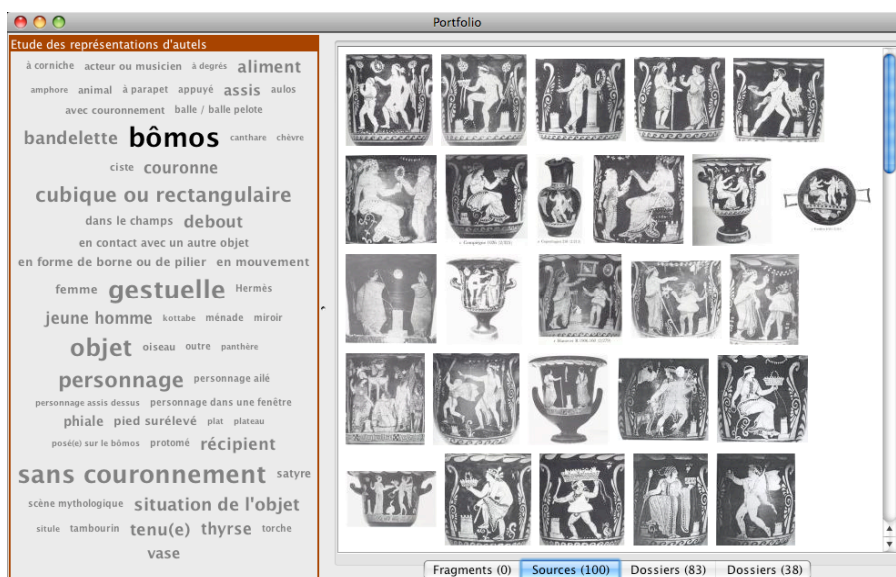 Portfolio
Etude des représentations d'autels
à corniche acteur ou musicien à degrés aliment
amphore animal à parapet appuyé assis aulos
avec couronnement balle / balle pelote
bandelette bômos canthare chèvre
ciste couronne
cubique ou rectangulaire
dans le champs debout
en contact avec un autre objet
en forme de borne ou de pilier en mouvement
femme gestuelle Hermès
jeune homme kottabe ménade miroir
objet oiseau outre panthère
personnage personnage ailé
personnage assis dessus personnage dans une fenêtre
phiale pied surélevé plat plateau
posé(e) sur le bômos protomé récipient
sans couronnement satyre
scène mythologique situation de l'objet
situle tambourin tenu(e) thyrse torche
vase
Fragments (0) Sources (100) Dossiers (83) Dossiers (38)